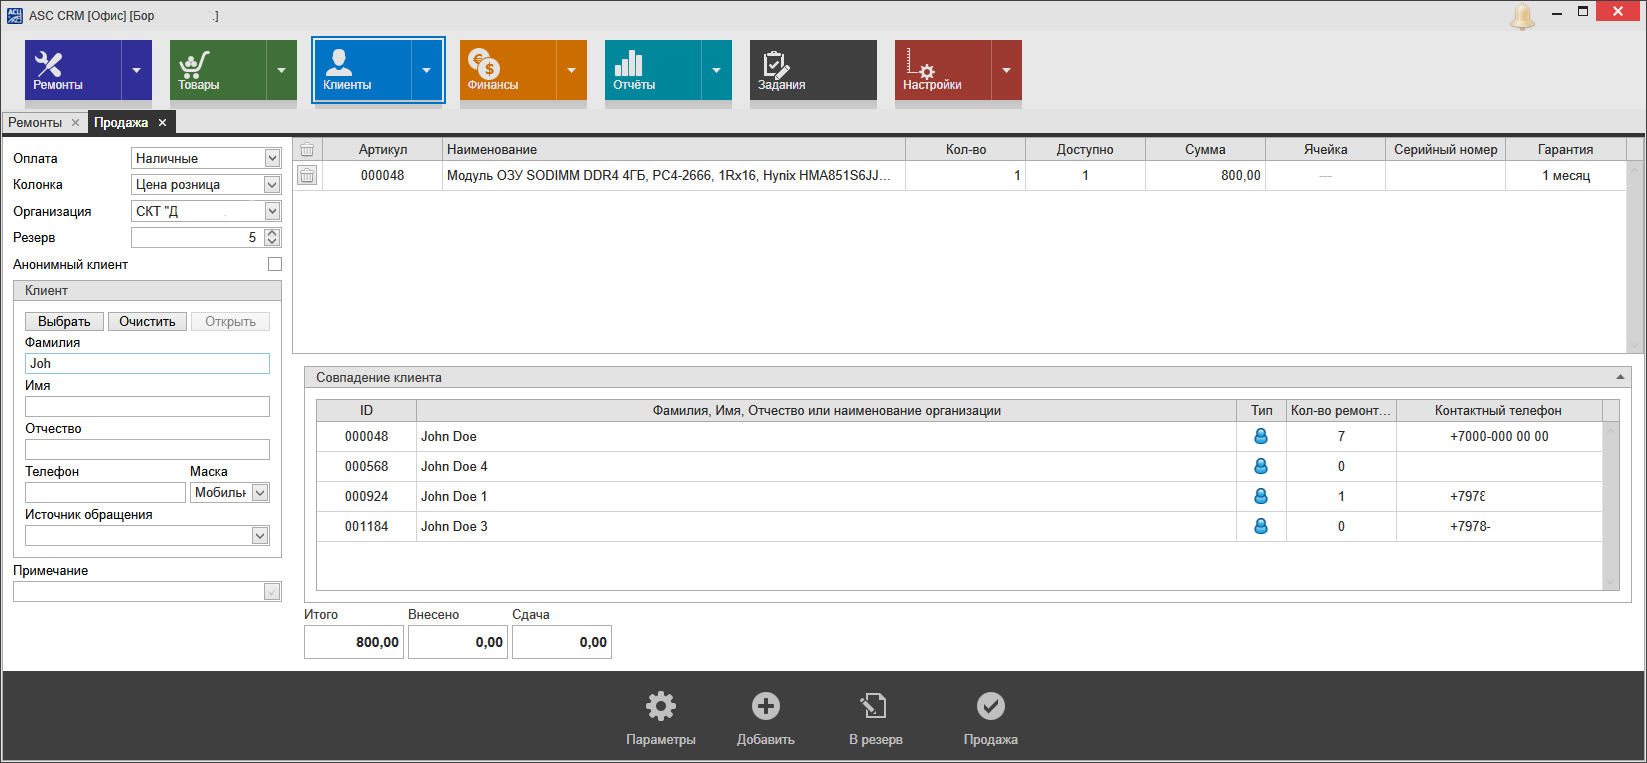 АСЦ
ASC CRM [Офис] [Бор .]
Ремонты
Товары
Клиенты
Финансы
Отчёты
Задания
Настройки
Ремонты
Продажа
Оплата Наличные
Колонка Цена розница
Организация СКТ "Д
Резерв 5
Анонимный клиент
Клиент
Выбрать Очистить Открыть
Фамилия
Joh
Имя
Отчество
Телефон Маска
Мобильн
Источник обращения
Примечание
Артикул Наименование Кол-во Доступно Сумма Ячейка Серийный номер Гарантия
000048 Модуль ОЗУ SODIMM DDR4 4ГБ, PC4-2666, 1Rx16, Hynix HMA851S6JJ... 1 1 800,00 --- 1 месяц
Совпадение клиента
ID Фамилия, Имя, Отчество или наименование организации Тип Кол-во ремонт... Контактный телефон
000048 John Doe 7 +7000-000 00 00
000568 John Doe 4 0
000924 John Doe 1 1 +7978
001184 John Doe 3 0 +7978-
Итого Внесено Сдача
800,00 0,00 0,00
Параметры
Добавить
В резерв
Продажа